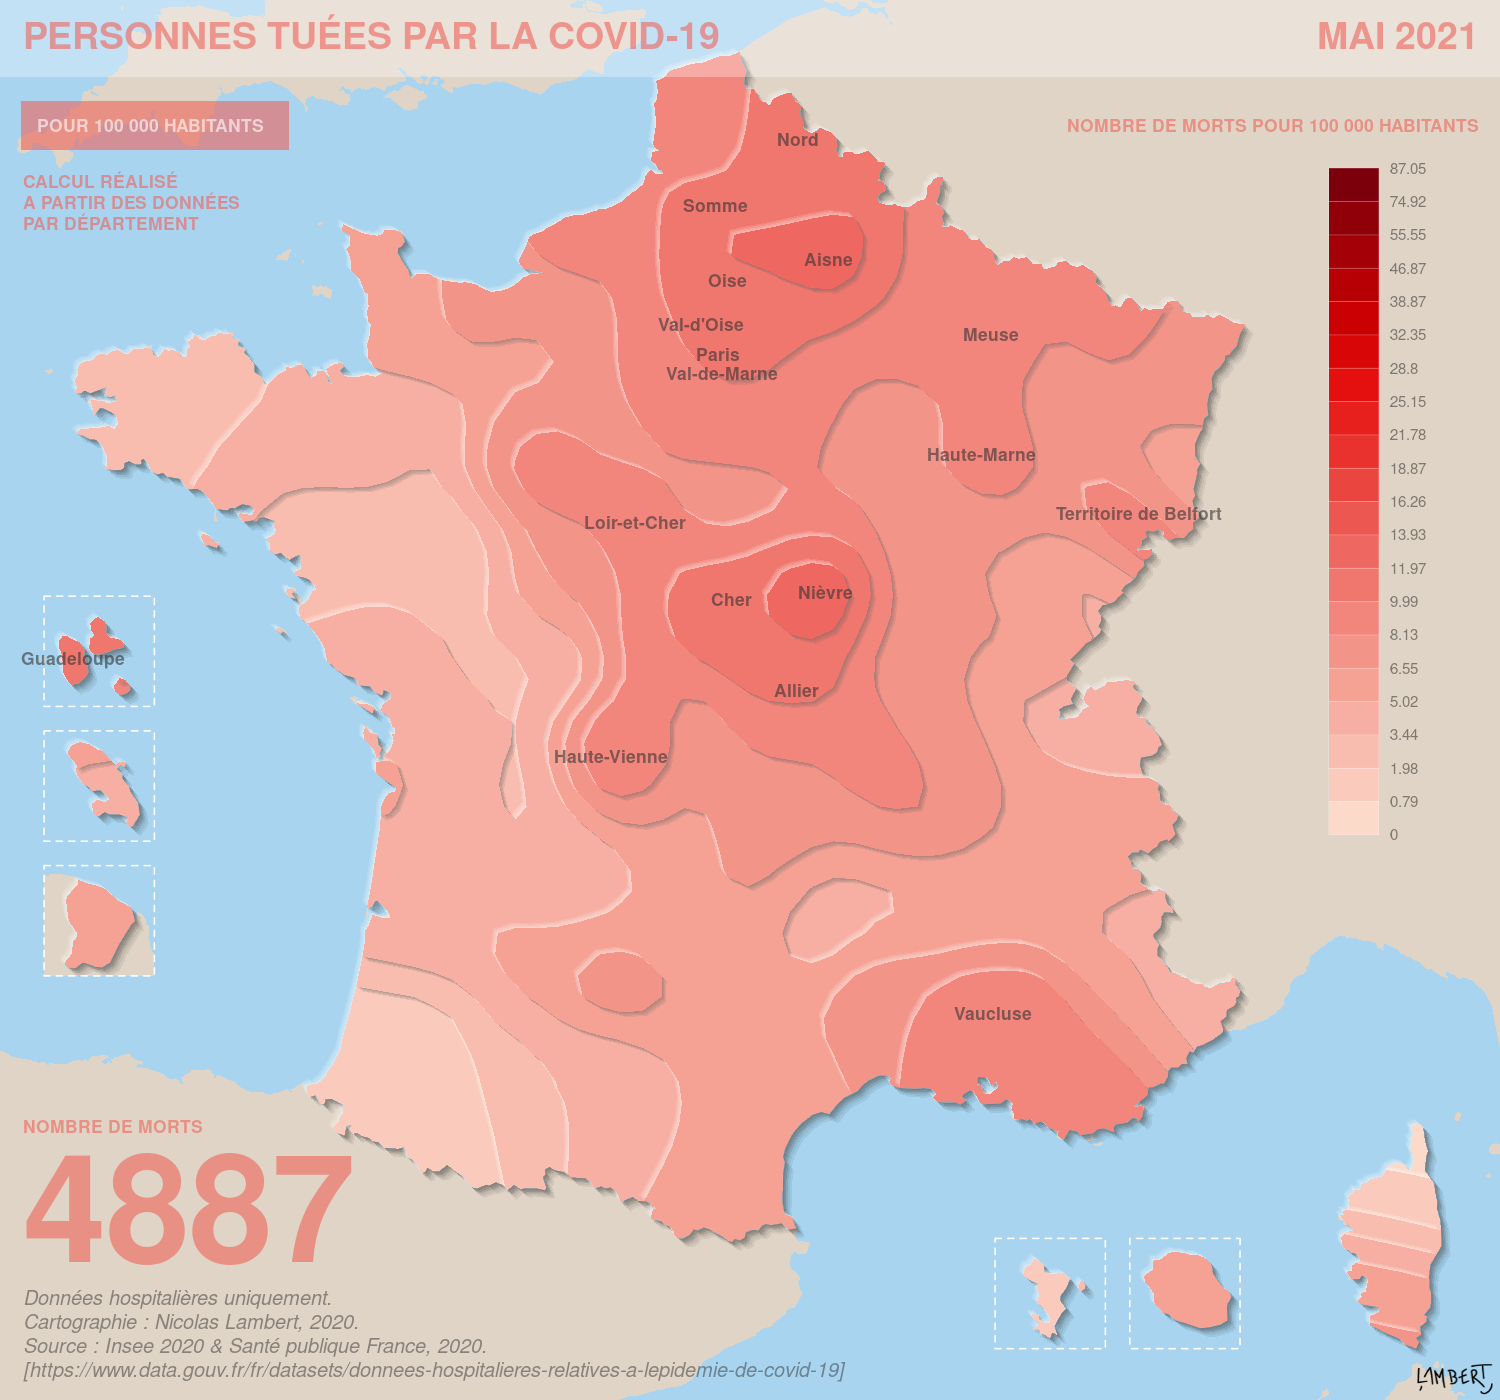 PERSONNES TUÉES PAR LA COVID-19
MAI 2021
POUR 100 000 HABITANTS
CALCUL RÉALISÉ
A PARTIR DES DONNÉES
PAR DÉPARTEMENT
NOMBRE DE MORTS POUR 100 000 HABITANTS
87.05
74.92
55.55
46.87
38.87
32.35
28.8
25.15
21.78
18.87
16.26
13.93
11.97
9.99
8.13
6.55
5.02
3.44
1.98
0.79
0
Nord
Somme
Aisne
Oise
Val-d'Oise
Meuse
Paris
Val-de-Marne
Haute-Marne
Territoire de Belfort
Loir-et-Cher
Nièvre
Cher
Guadeloupe
Allier
Haute-Vienne
Vaucluse
NOMBRE DE MORTS
4887
Données hospitalières uniquement.
Cartographie : Nicolas Lambert, 2020.
Source : Insee 2020 & Santé publique France, 2020.
[https://www.data.gouv.fr/fr/datasets/donnees-hospitalieres-relatives-a-lepidemie-de-covid-19]
LAMBERT